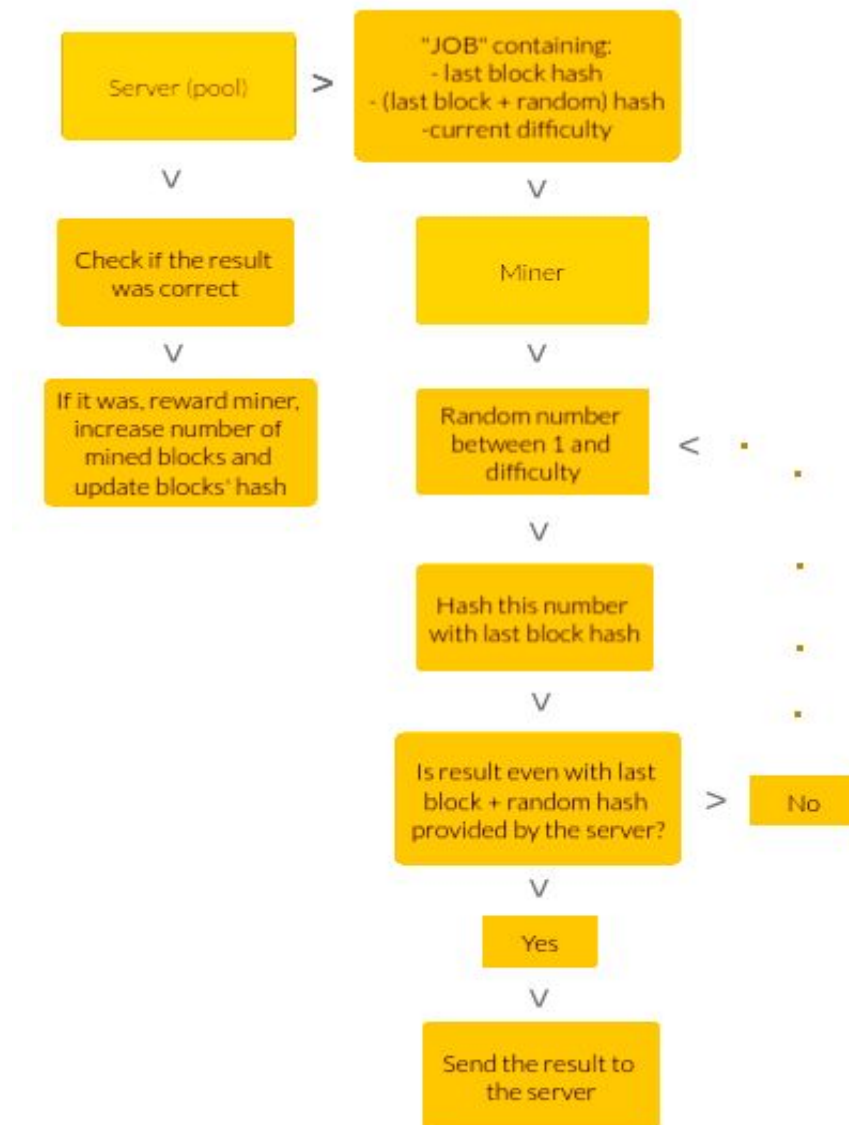 Server (pool)
>
"JOB" containing:
- last block hash
- (last block + random) hash
-current difficulty
v
Check if the result
was correct
v
If it was, reward miner,
increase number of
mined blocks and
update blocks' hash
v
Miner
v
Random number
between 1 and
difficulty
<
v
Hash this number
with last block hash
v
Is result even with last
block + random hash
provided by the server?
>
No
v
Yes
v
Send the result to
the server